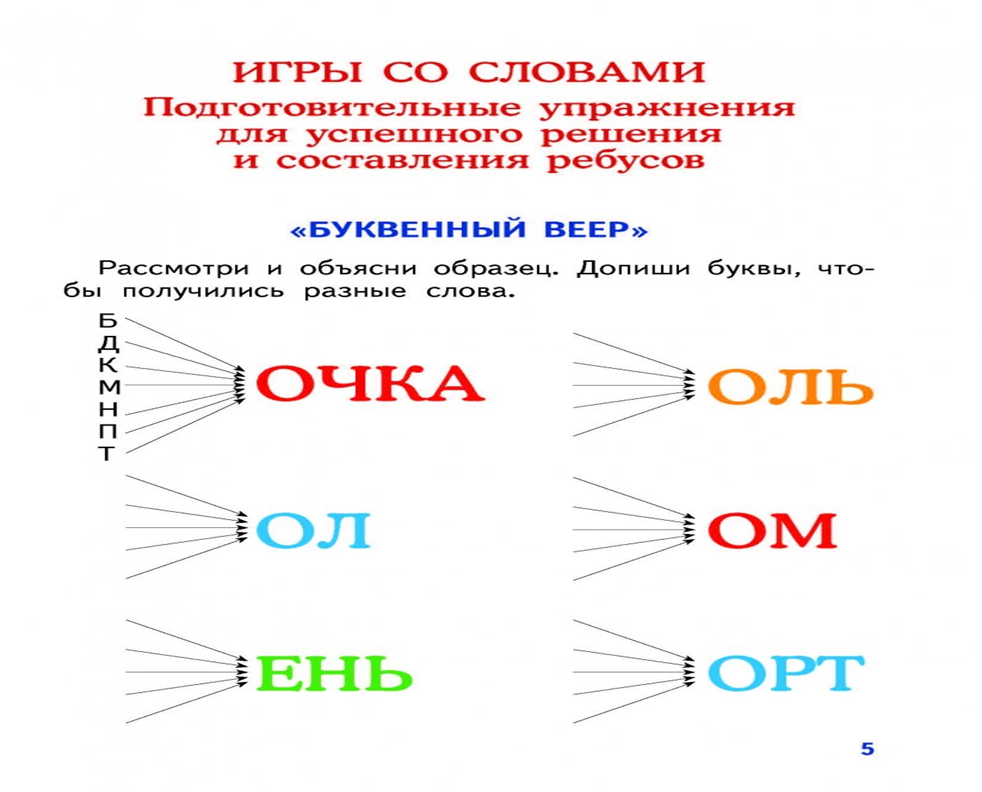 ИГРЫ СО СЛОВАМИ
Подготовительные упражнения
для успешного решения
и составления ребусов
«БУКВЕННЫЙ ВЕЕР»
Рассмотри и объясни образец. Допиши буквы, что-
бы получились разные слова.
Б
Д
К
М
Н
П
Т
ОЧКА
ОЛЬ
ОЛ
ОМ
ЕНЬ
ОРТ
5